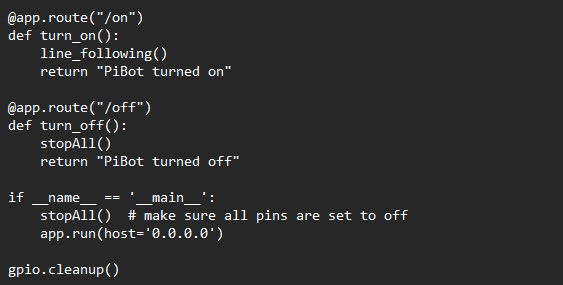 @app.route("/on")
def turn_on():
    line_following()
    return "PiBot turned on"

@app.route("/off")
def turn_off():
    stopAll()
    return "PiBot turned off"

if __name__ == '__main__':
    stopAll()  # make sure all pins are set to off
    app.run(host='0.0.0.0')

gpio.cleanup()